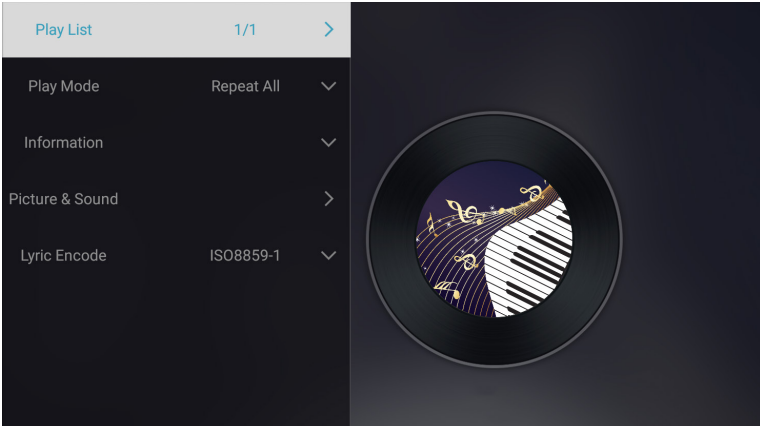 Play List 1/1
Play Mode Repeat All
Information
Picture & Sound
Lyric Encode ISO8859-1